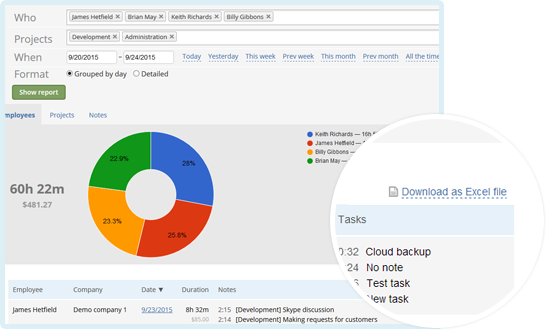 Who James Hetfield × Brian May × Keith Richards × Billy Gibbons ×
Projects Development × Administration ×
When 9/20/2015 – 9/24/2015 Today Yesterday This week Prev week This month Prev month All the time
Format Grouped by day Detailed
Show report
mployees Projects Notes
60h 22m
$481.27
22.9%
28%
23.3%
25.8%
Keith Richards — 16h
James Hetfield —
Billy Gibbons —
Brian May —
Download as Excel file
Tasks
0:32 Cloud backup
24 No note
6 Test task
New task
Employee Company Date ▼ Duration Notes
James Hetfield Demo company 1 9/23/2015 8h 32m 2:15 [Development] Skype discussion
$85.00 2:14 [Development] Making requests for customers